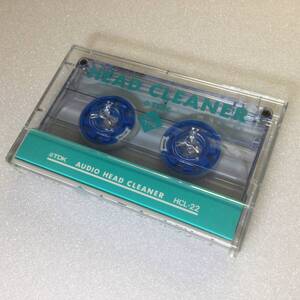 HEAD CLEANER
TDK AUDIO HEAD CLEANER HCL-22